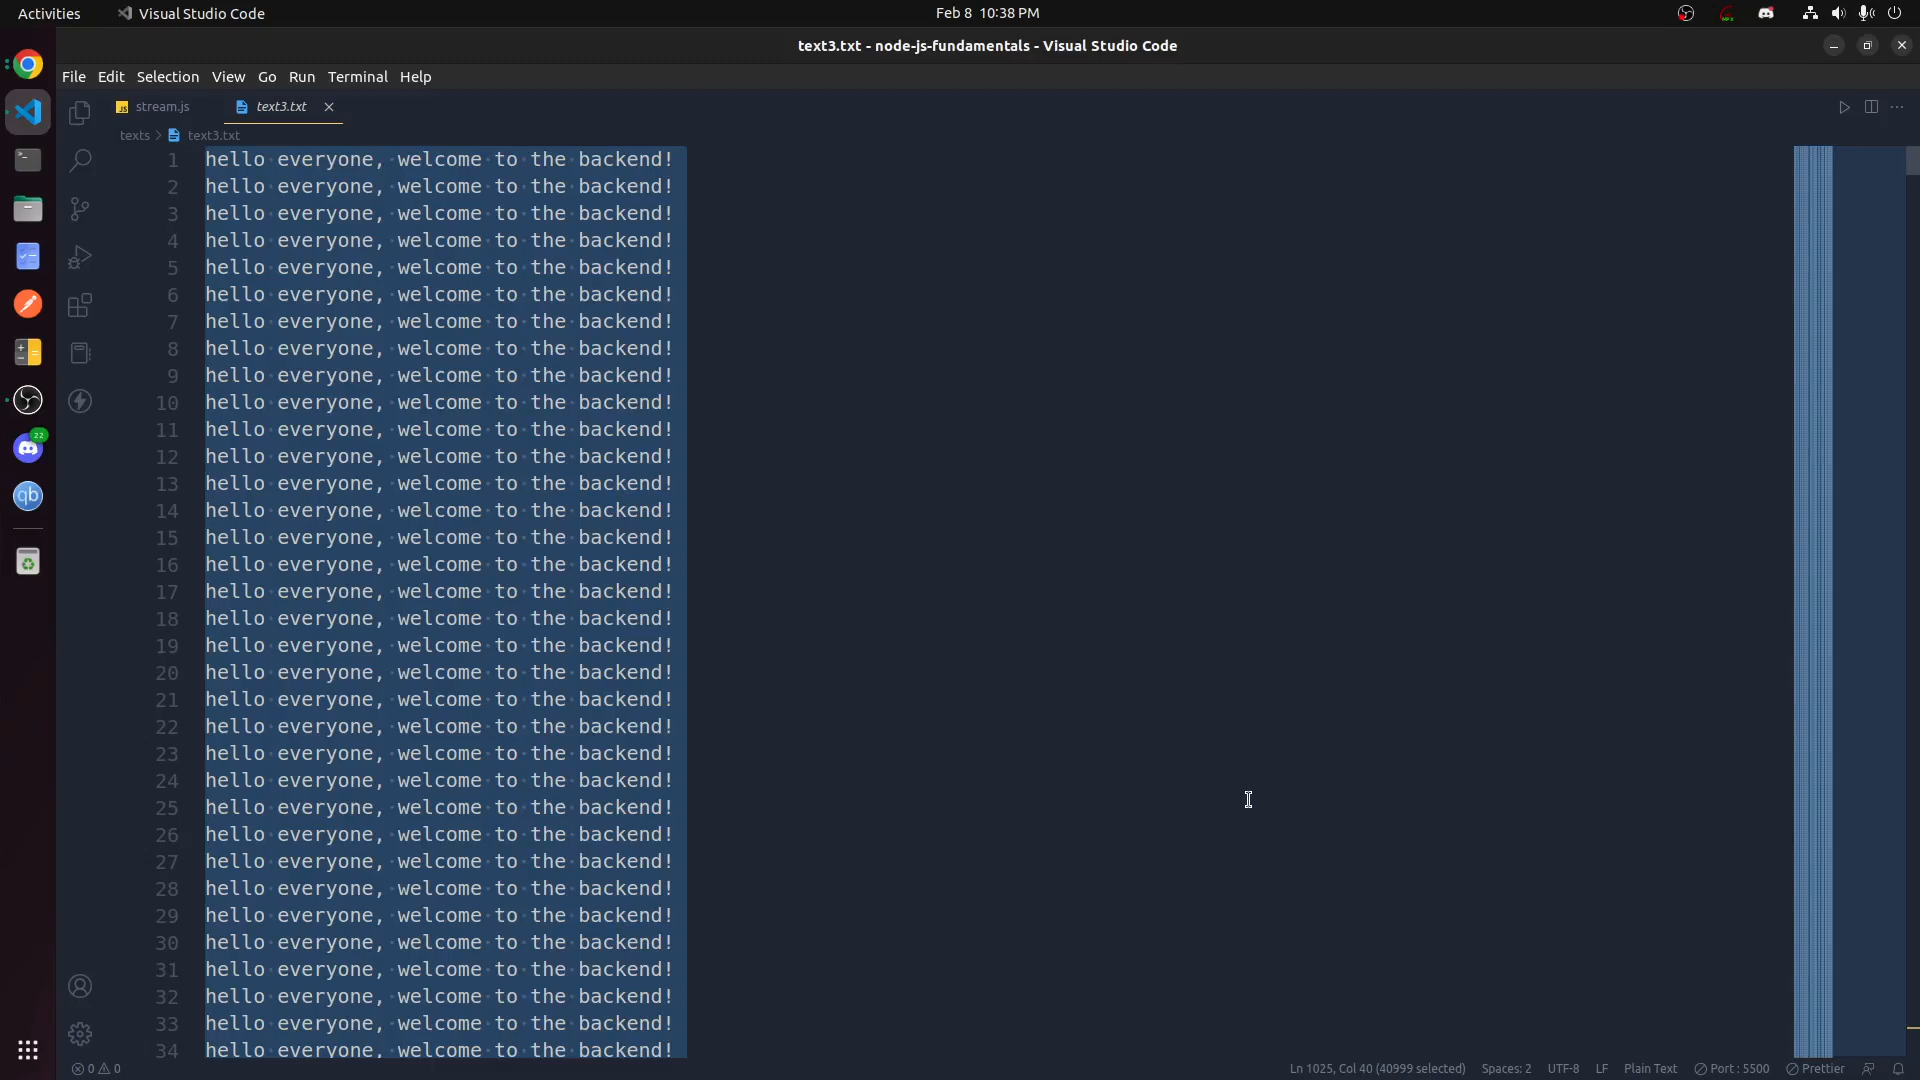 Activities Visual Studio Code Feb 8 10:38 PM
text3.txt - node-js-fundamentals - Visual Studio Code
File Edit Selection View Go Run Terminal Help
JS stream.js text3.txt
texts > text3.txt
1 hello everyone, welcome to the backend!
2 hello everyone, welcome to the backend!
3 hello everyone, welcome to the backend!
4 hello everyone, welcome to the backend!
5 hello everyone, welcome to the backend!
6 hello everyone, welcome to the backend!
7 hello everyone, welcome to the backend!
8 hello everyone, welcome to the backend!
9 hello everyone, welcome to the backend!
10 hello everyone, welcome to the backend!
11 hello everyone, welcome to the backend!
12 hello everyone, welcome to the backend!
13 hello everyone, welcome to the backend!
14 hello everyone, welcome to the backend!
15 hello everyone, welcome to the backend!
16 hello everyone, welcome to the backend!
17 hello everyone, welcome to the backend!
18 hello everyone, welcome to the backend!
19 hello everyone, welcome to the backend!
20 hello everyone, welcome to the backend!
21 hello everyone, welcome to the backend!
22 hello everyone, welcome to the backend!
23 hello everyone, welcome to the backend!
24 hello everyone, welcome to the backend!
25 hello everyone, welcome to the backend!
26 hello everyone, welcome to the backend!
27 hello everyone, welcome to the backend!
28 hello everyone, welcome to the backend!
29 hello everyone, welcome to the backend!
30 hello everyone, welcome to the backend!
31 hello everyone, welcome to the backend!
32 hello everyone, welcome to the backend!
33 hello everyone, welcome to the backend!
34 hello everyone, welcome to the backend!
22
qb
0 0 Ln 1025, Col 40 (40999 selected) Spaces: 2 UTF-8 LF Plain Text Port : 5500 Prettier